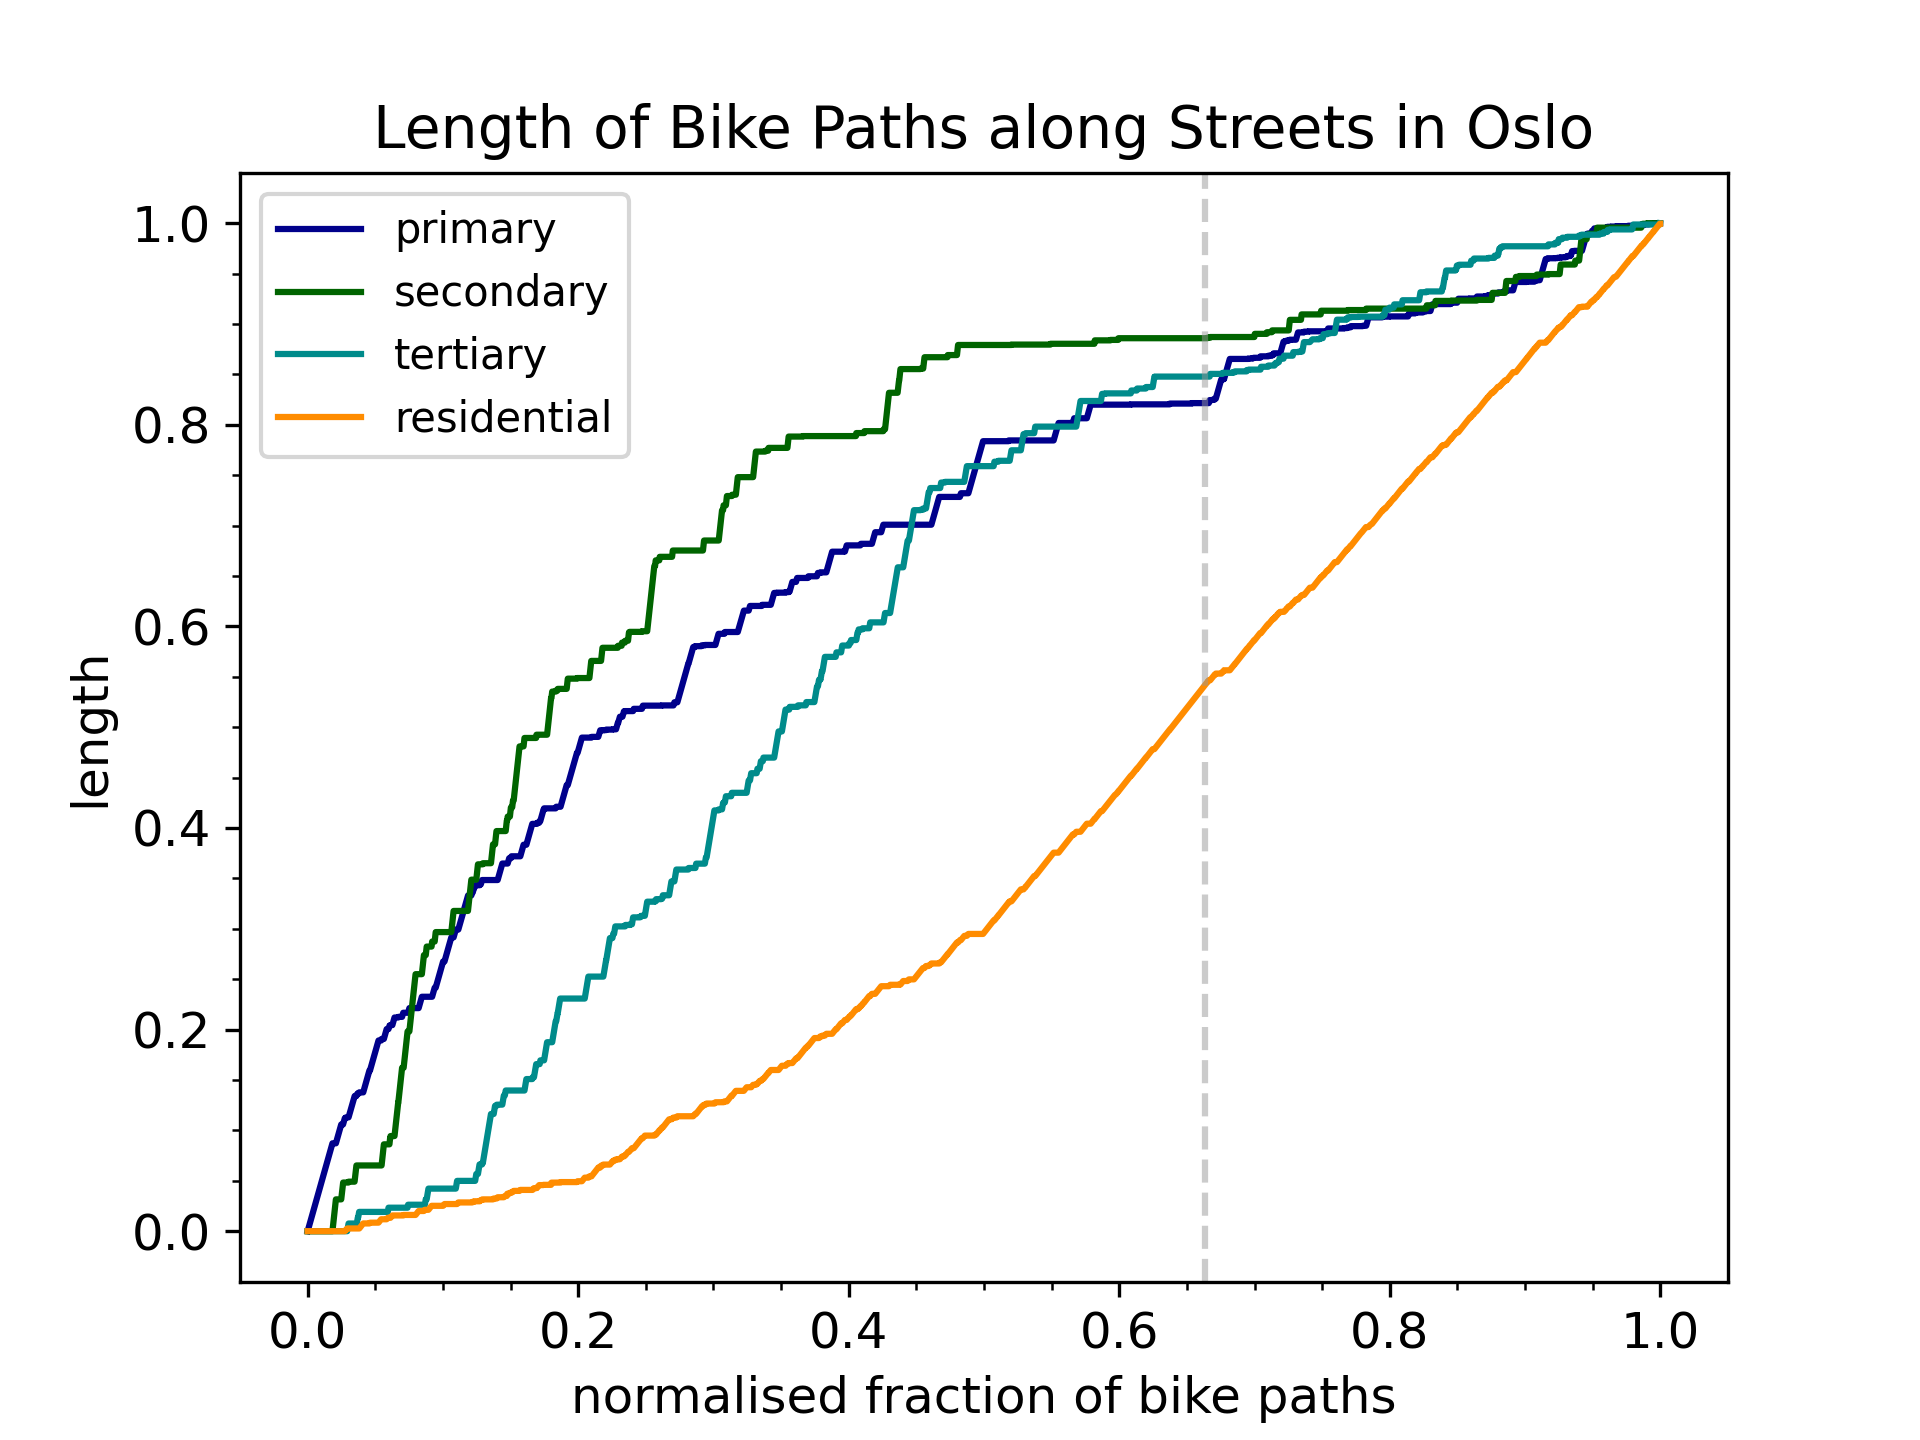 Length of Bike Paths along Streets in Oslo
primary
secondary
tertiary
residential
length
1.0
0.8
0.6
0.4
0.2
0.0
0.0 0.2 0.4 0.6 0.8 1.0
normalised fraction of bike paths